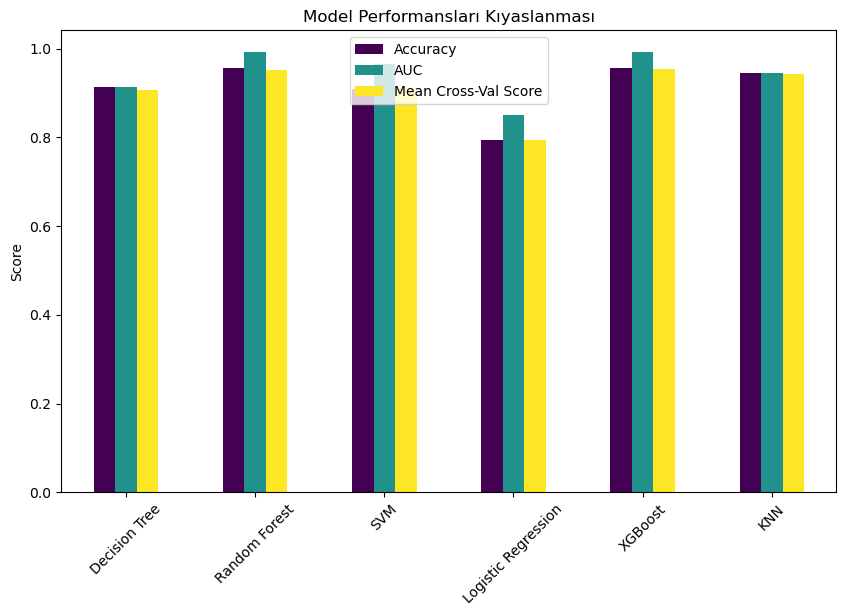 Model Performansları Kıyaslanması
Accuracy
AUC
Mean Cross-Val Score
Score
1.0
0.8
0.6
0.4
0.2
0.0
Decision Tree
Random Forest
SVM
Logistic Regression
XGBoost
KNN